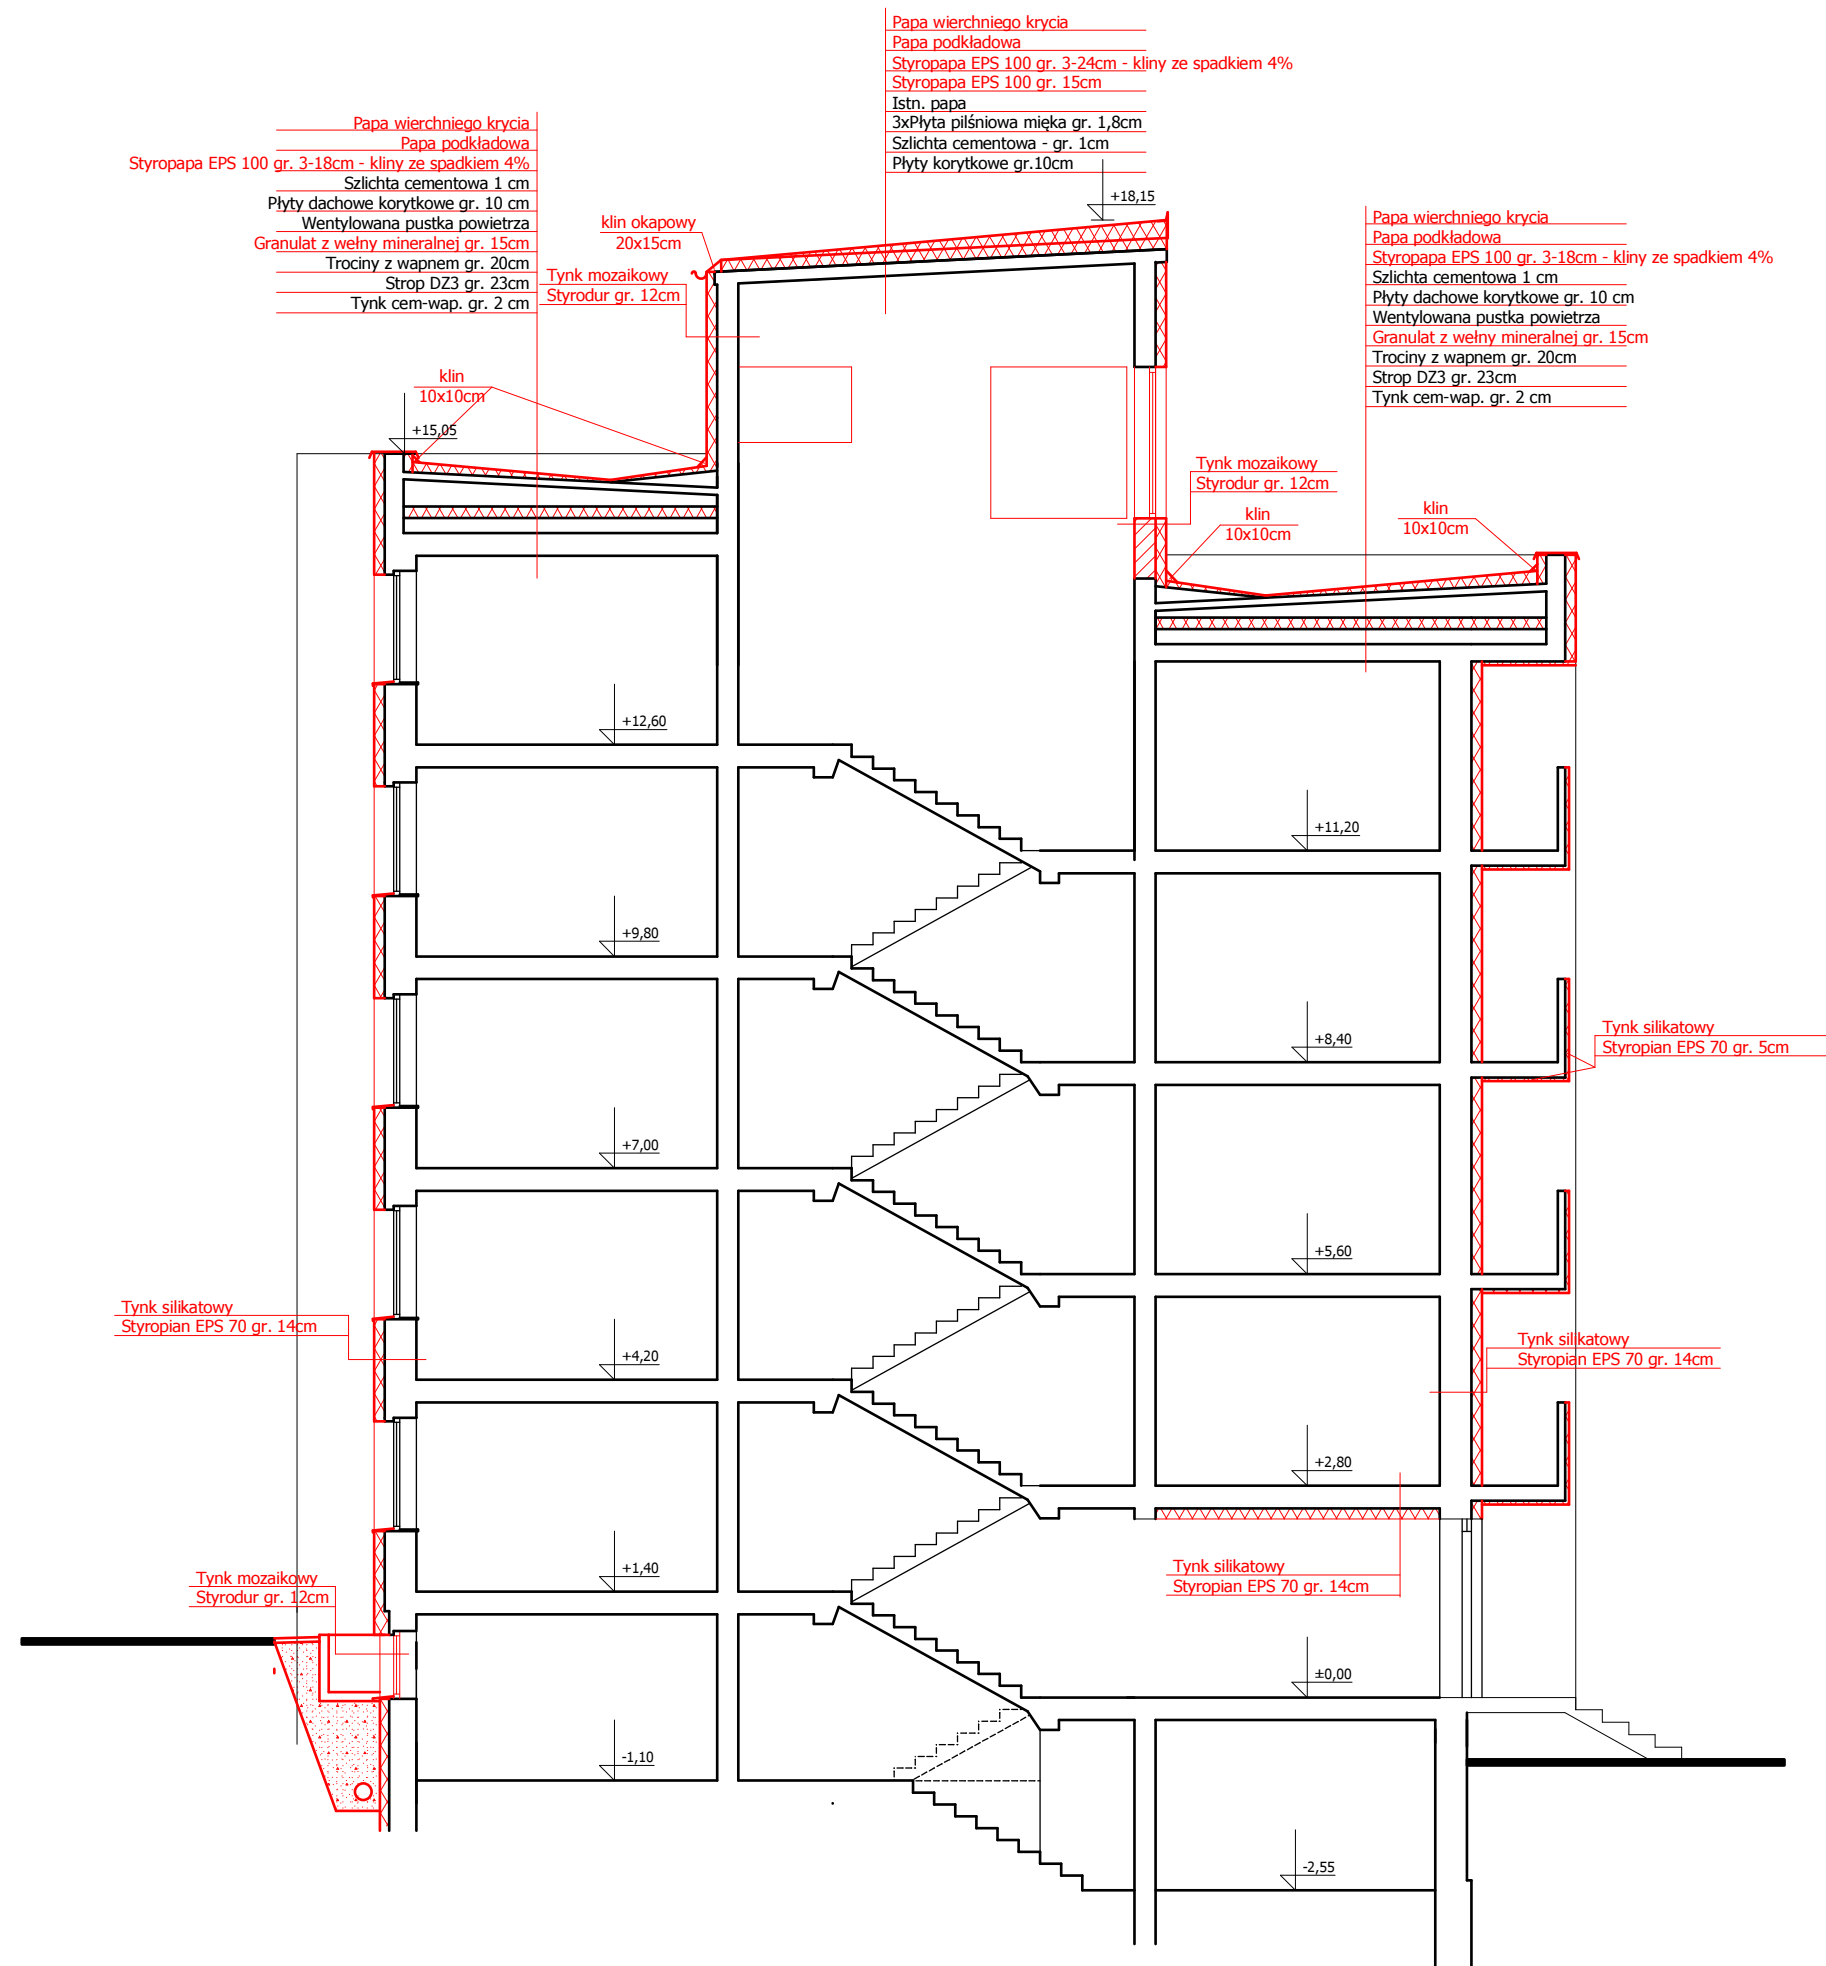 Papa wierchniego krycia
Papa podkładowa
Styropapa EPS 100 gr. 3-24cm - kliny ze spadkiem 4%
Styropapa EPS 100 gr. 15cm
Istn. papa
3xPłyta pilśniowa mięka gr. 1,8cm
Szlichta cementowa - gr. 1cm
Płyty korytkowe gr.10cm
Papa wierchniego krycia
Papa podkładowa
Styropapa EPS 100 gr. 3-18cm - kliny ze spadkiem 4%
Szlichta cementowa 1 cm
Płyty dachowe korytkowe gr. 10 cm
Wentylowana pustka powietrza
Granulat z wełny mineralnej gr. 15cm
Trociny z wapnem gr. 20cm
Strop DZ3 gr. 23cm
Tynk cem-wap. gr. 2 cm
klin okapowy
20x15cm
Tynk mozaikowy
Styrodur gr. 12cm
+18,15
Papa wierchniego krycia
Papa podkładowa
Styropapa EPS 100 gr. 3-18cm - kliny ze spadkiem 4%
Szlichta cementowa 1 cm
Płyty dachowe korytkowe gr. 10 cm
Wentylowana pustka powietrza
Granulat z wełny mineralnej gr. 15cm
Trociny z wapnem gr. 20cm
Strop DZ3 gr. 23cm
Tynk cem-wap. gr. 2 cm
klin
10x10cm
+15,05
Tynk mozaikowy
Styrodur gr. 12cm
klin
10x10cm
klin
10x10cm
+12,60
+11,20
+9,80
+8,40
Tynk silikatowy
Styropian EPS 70 gr. 5cm
+7,00
+5,60
Tynk silikatowy
Styropian EPS 70 gr. 14cm
+4,20
Tynk silikatowy
Styropian EPS 70 gr. 14cm
+2,80
Tynk silikatowy
Styropian EPS 70 gr. 14cm
+1,40
Tynk mozaikowy
Styrodur gr. 12cm
±0,00
-1,10
-2,55